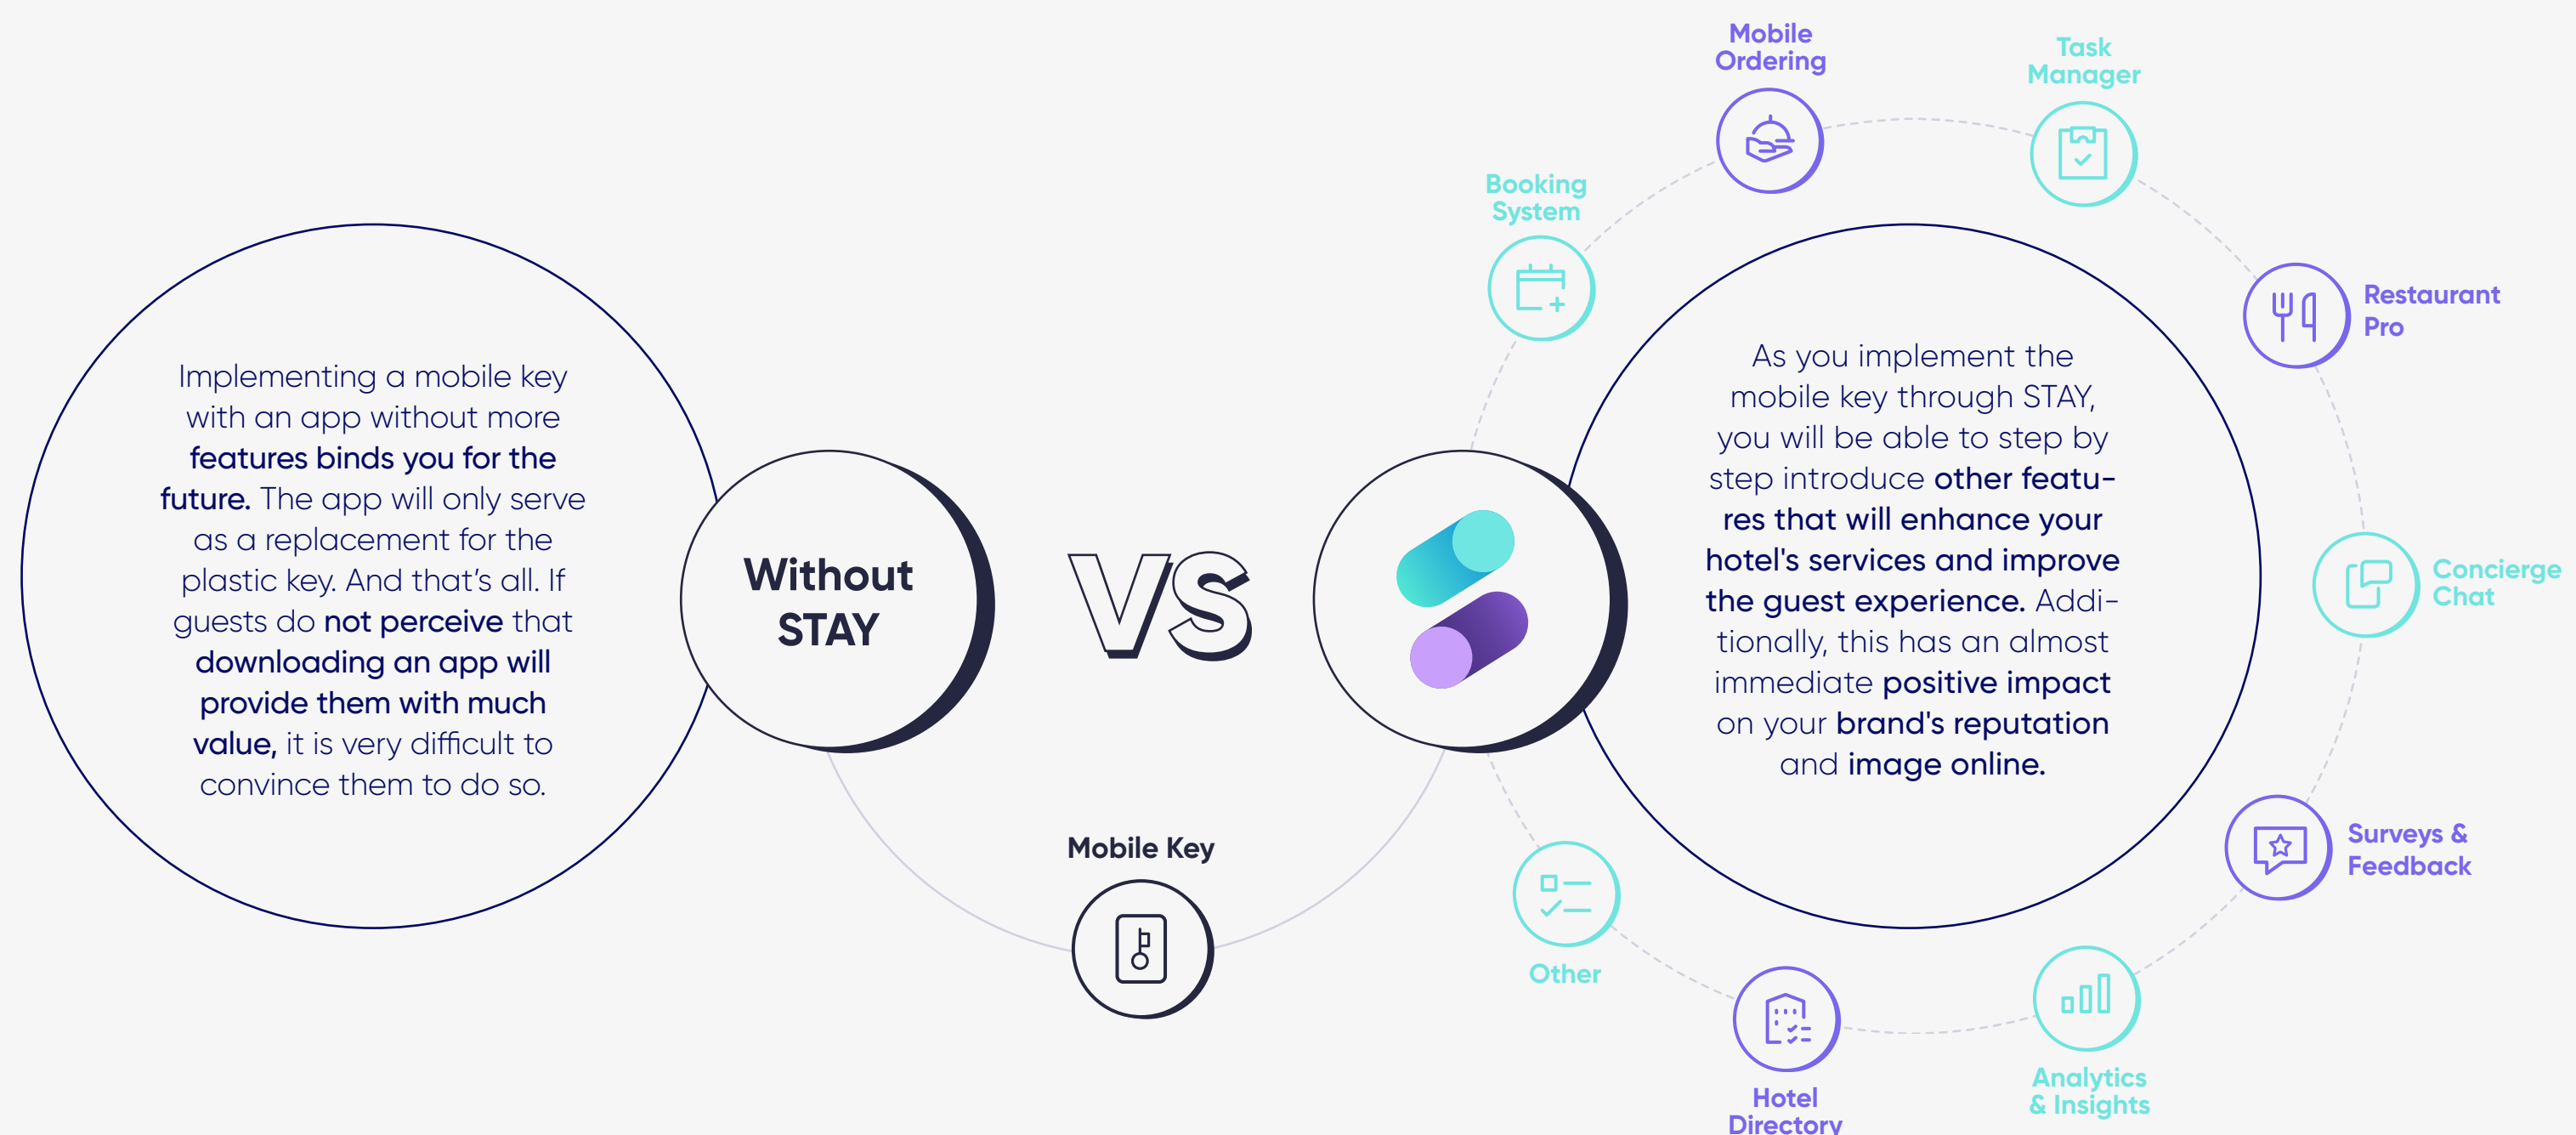 Implementing a mobile key
with an app without more
features binds you for the
future. The app will only serve
as a replacement for the
plastic key. And that’s all. If
guests do not perceive that
downloading an app will
provide them with much
value, it is very difficult to
convince them to do so.
Without
STAY
VS
Mobile Key
As you implement the
mobile key through STAY,
you will be able to step by
step introduce other featu-
res that will enhance your
hotel's services and improve
the guest experience. Addi-
tionally, this has an almost
immediate positive impact
on your brand's reputation
and image online.
Booking
System
Mobile
Ordering
Task
Manager
Restaurant
Pro
Concierge
Chat
Surveys &
Feedback
Analytics
& Insights
Hotel
Directory
Other